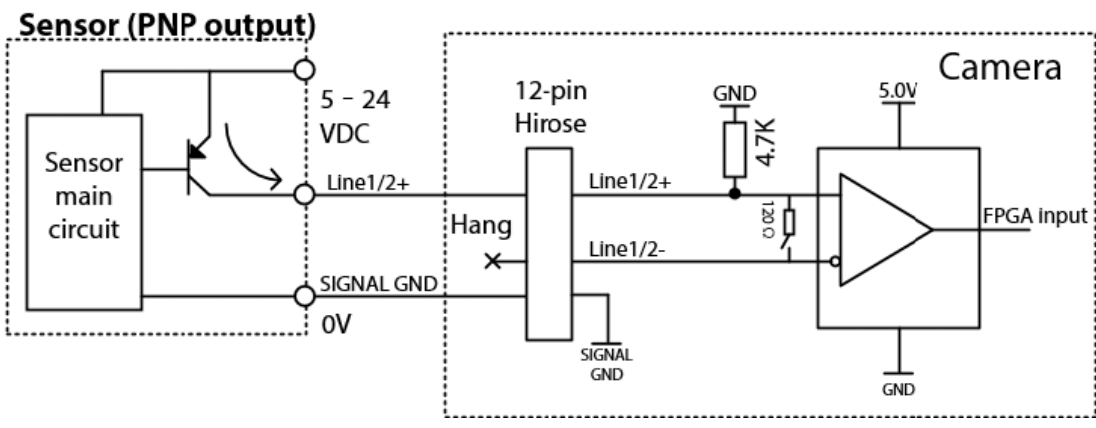 Sensor (PNP output)
Camera
5 – 24
VDC
12-pin
Hirose
GND
4.7K
5.0V
Sensor
main
circuit
Line1/2+
Line1/2+
120 Ω
FPGA input
Hang
Line1/2-
SIGNAL GND
0V
SIGNAL
GND
GND